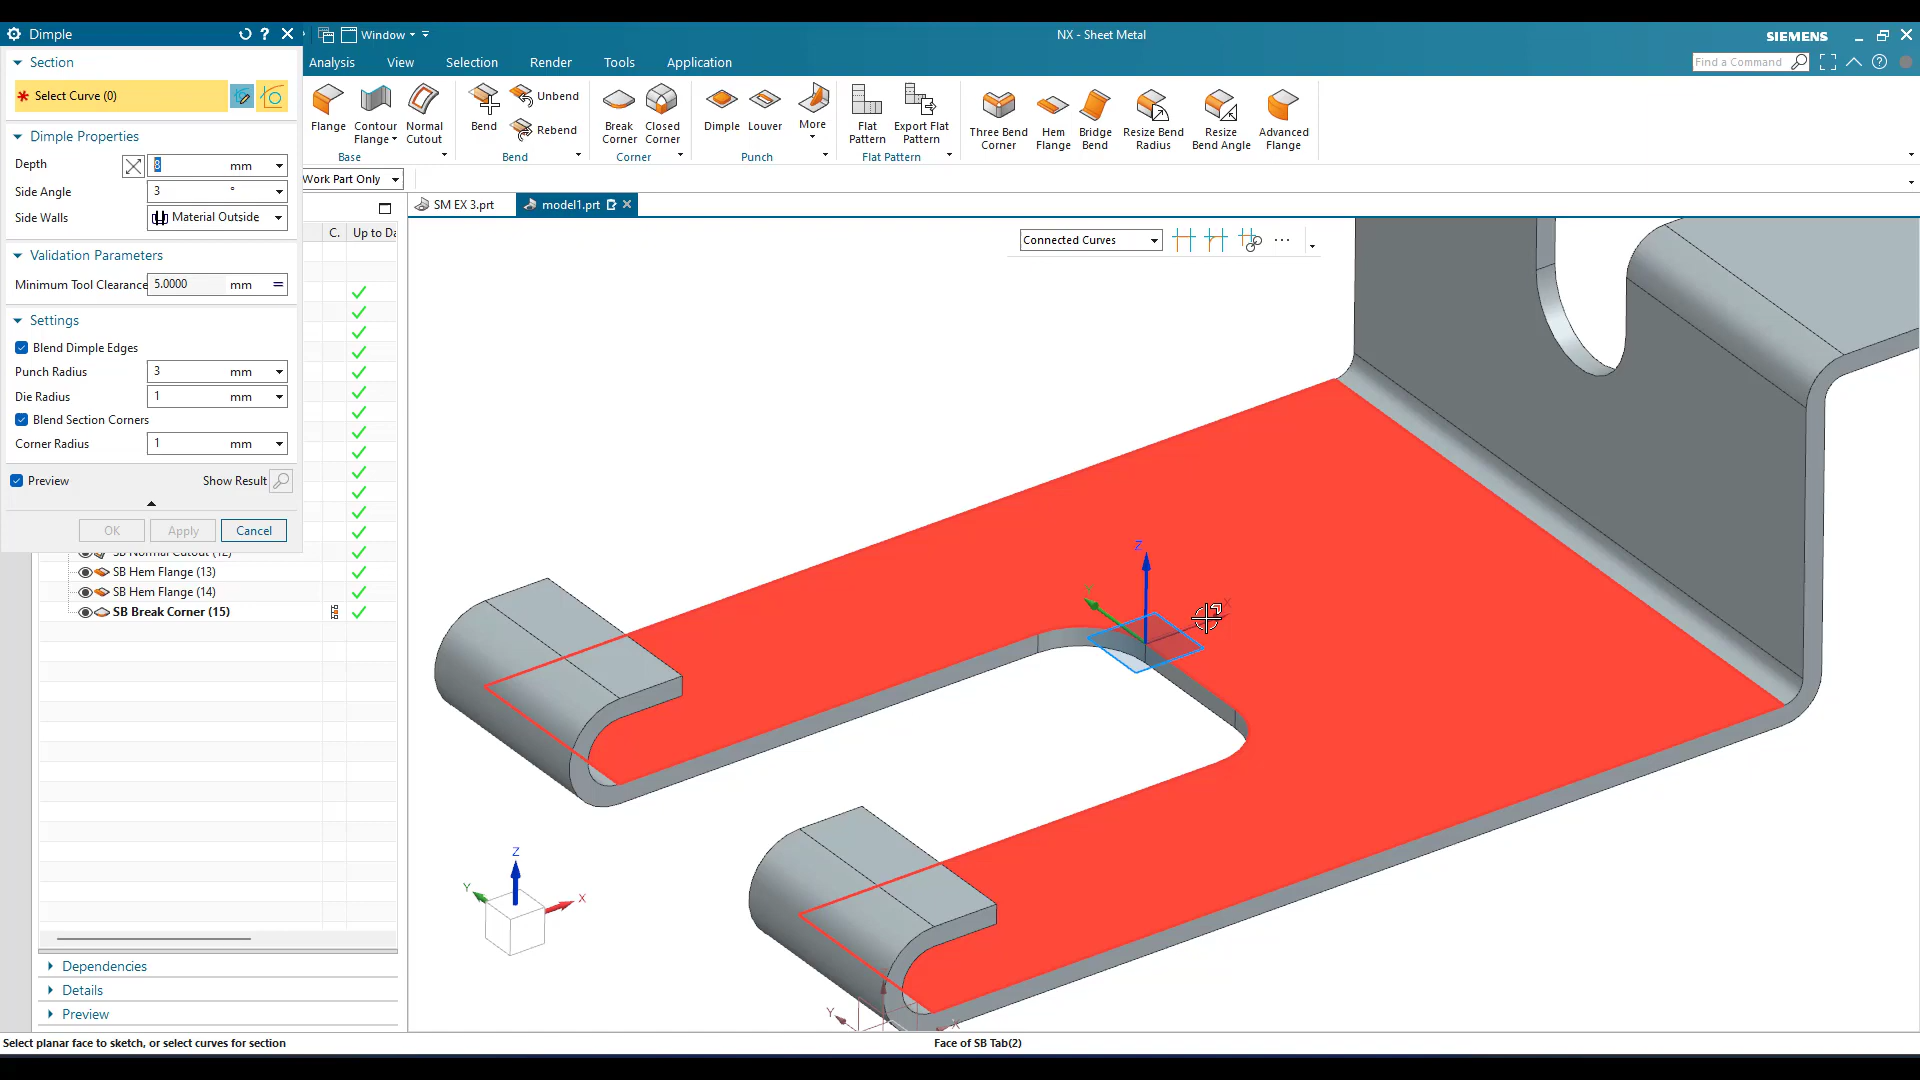 Dimple
Window
NX - Sheet Metal
SIEMENS
Section
Analysis
View
Selection
Render
Tools
Application
Find a Command
* Select Curve (0)
Flange
Contour Flange
Normal Cutout
Base
Bend
Unbend
Rebend
Bend
Break Corner
Closed Corner
Corner
Dimple
Louver
More
Punch
Flat Pattern
Export Flat Pattern
Flat Pattern
Three Bend Corner
Hem Flange
Bridge Bend
Resize Bend Radius
Resize Bend Angle
Advanced Flange
Dimple Properties
Depth 8 mm
Side Angle 3 °
Side Walls Material Outside
Work Part Only
SM EX 3.prt
model1.prt
C. Up to Da
Connected Curves
Validation Parameters
Minimum Tool Clearance 5.0000 mm =
Settings
Blend Dimple Edges
Punch Radius 3 mm
Die Radius 1 mm
Blend Section Corners
Corner Radius 1 mm
Preview
Show Result
OK
Apply
Cancel
SB Normal Cutout (12)
SB Hem Flange (13)
SB Hem Flange (14)
SB Break Corner (15)
Z
Y
X
Z
Y
X
Y
X
Dependencies
Details
Preview
Select planar face to sketch, or select curves for section
Face of SB Tab(2)